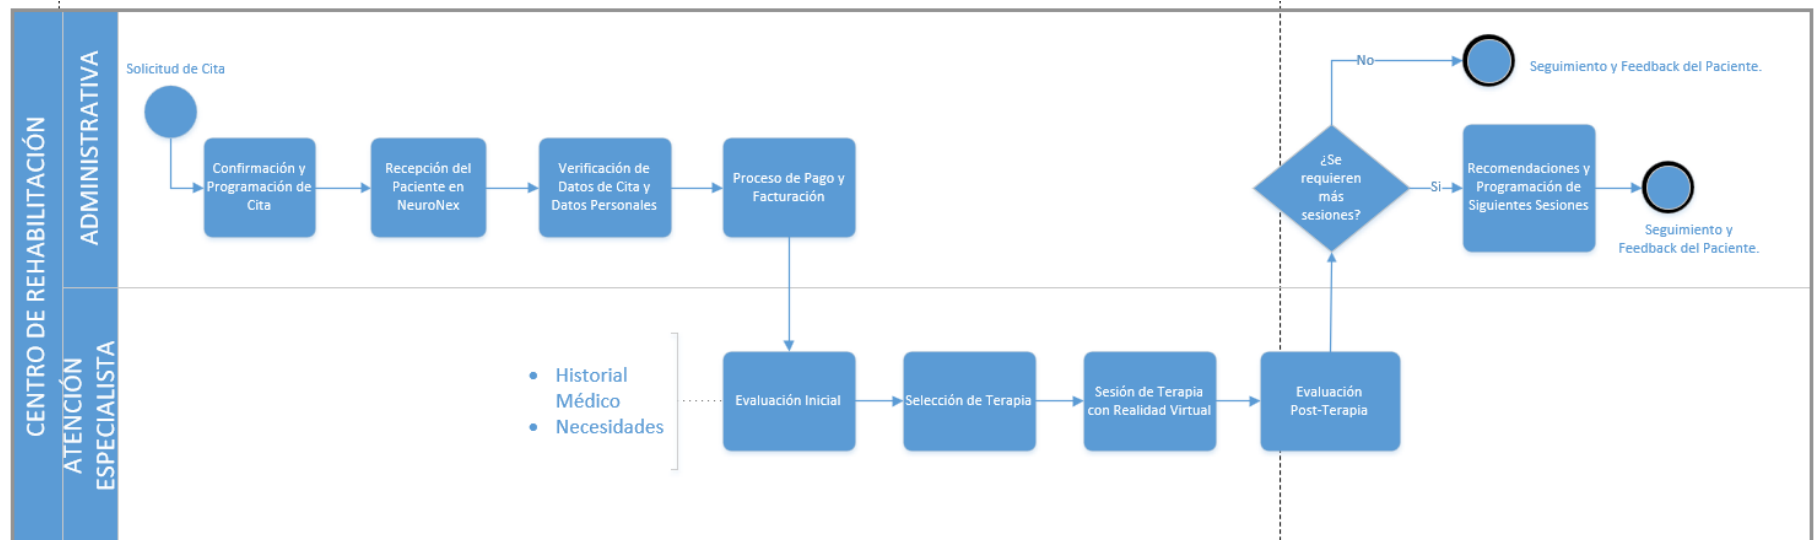 CENTRO DE REHABILITACIÓN
ADMINISTRATIVA
Solicitud de Cita
Confirmación y
Programación de
Cita
Recepción del
Paciente en
NeuroNex
Verificación de
Datos de Cita y
Datos Personales
Proceso de Pago y
Facturación
¿Se
requieren
más
sesiones?
No
Seguimiento y Feedback del Paciente.
Si
Recomendaciones y
Programación de
Siguientes Sesiones
Seguimiento y
Feedback del Paciente.
ATENCIÓN
ESPECIALISTA
• Historial
Médico
• Necesidades
Evaluación Inicial
Selección de Terapia
Sesión de Terapia
con Realidad Virtual
Evaluación
Post-Terapia